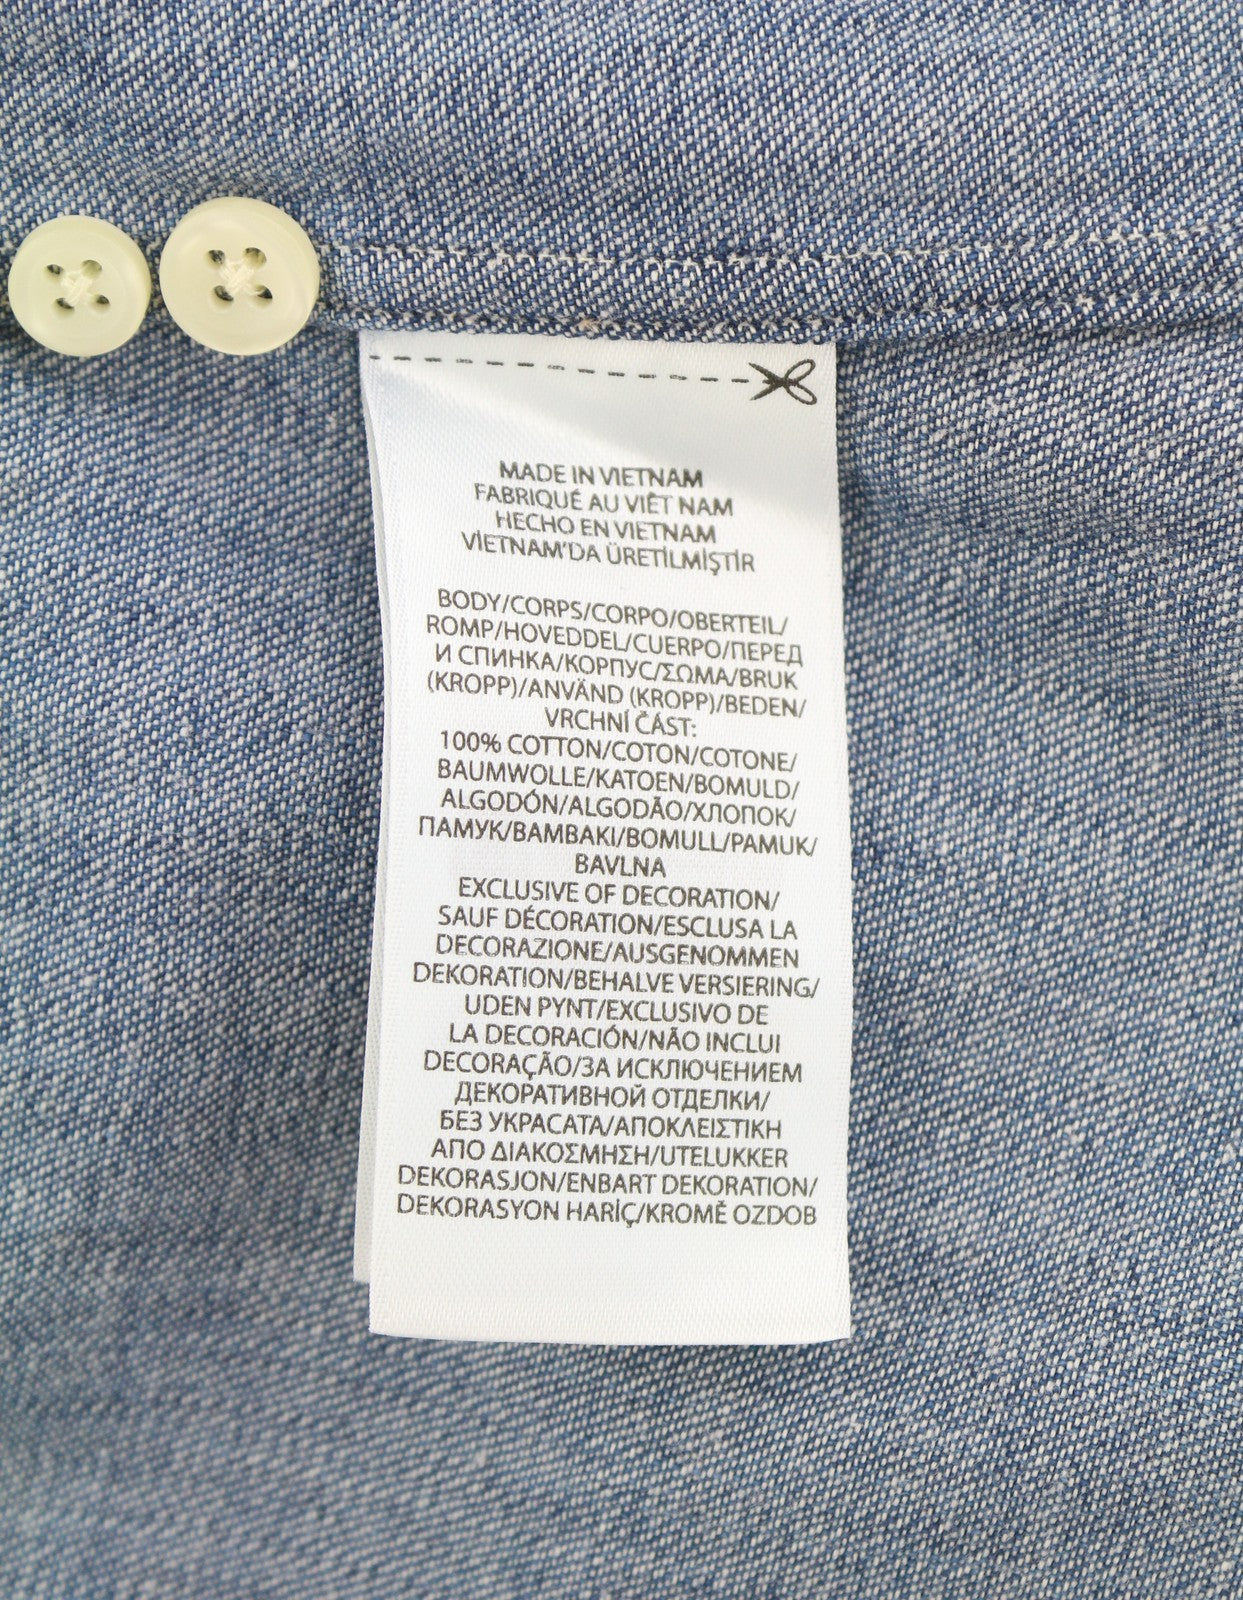 MADE IN VIETNAM
FABRIQUÉ AU VIÊT NAM
HECHO EN VIETNAM
VİETNAM'DA ÜRETİLMİŞTİR
BODY/CORPS/CORPO/OBERTEIL/
ROMP/HOVEDDEL/CUERPO/ПЕРЕД
И СПИНКА/КОРПУС/ΣΩΜΑ/BRUK
(KROPP)/ANVÄND (KROPP)/BEDEN/
VRCHNÍ ČÁST:
100% COTTON/COTON/COTONE/
BAUMWOLLE/KATOEN/BOMULD/
ALGODÓN/ALGODÃO/ХЛОПОК/
ПАМУК/ΒΑΜΒΑΚΙ/BOMULL/PAMUK/
BAVLNA
EXCLUSIVE OF DECORATION/
SAUF DÉCORATION/ESCLUSA LA
DECORAZIONE/AUSGENOMMEN
DEKORATION/BEHALVE VERSIERING/
UDEN PYNT/EXCLUSIVO DE
LA DECORACIÓN/NÃO INCLUI
DECORAÇÃO/ЗА ИСКЛЮЧЕНИЕМ
ДЕКОРАТИВНОЙ ОТДЕЛКИ/
БЕЗ УКРАСАТА/ΑΠΟΚΛΕΙΣΤΙΚΗ
ΑΠΟ ΔΙΑΚΟΣΜΗΣΗ/UTELUKKER
DEKORASJON/ENBART DEKORATION/
DEKORASYON HARİÇ/KROMĚ OZDOB